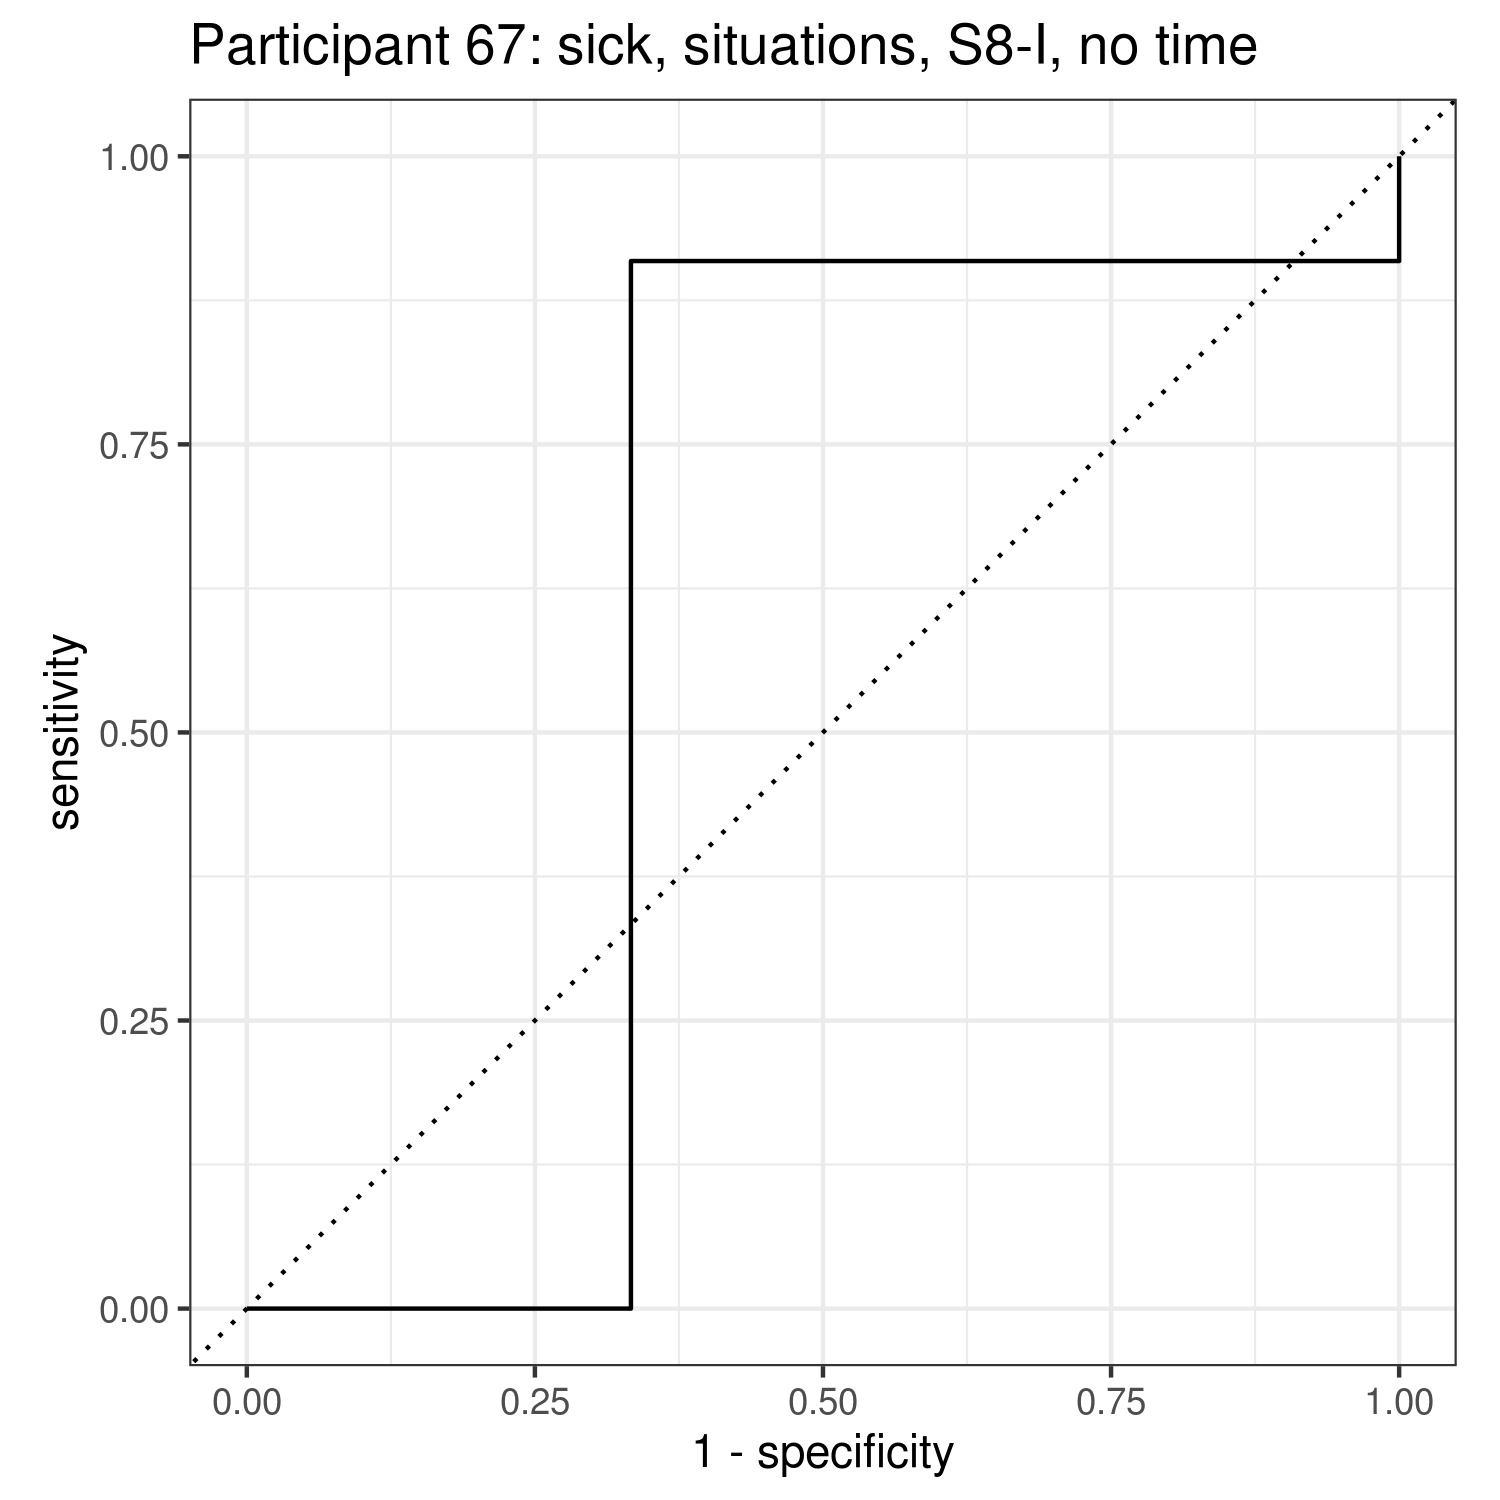 Participant 67: sick, situations, S8-I, no time
1.00
0.75
0.50
0.25
0.00
sensitivity
0.00 0.25 0.50 0.75 1.00
1 - specificity